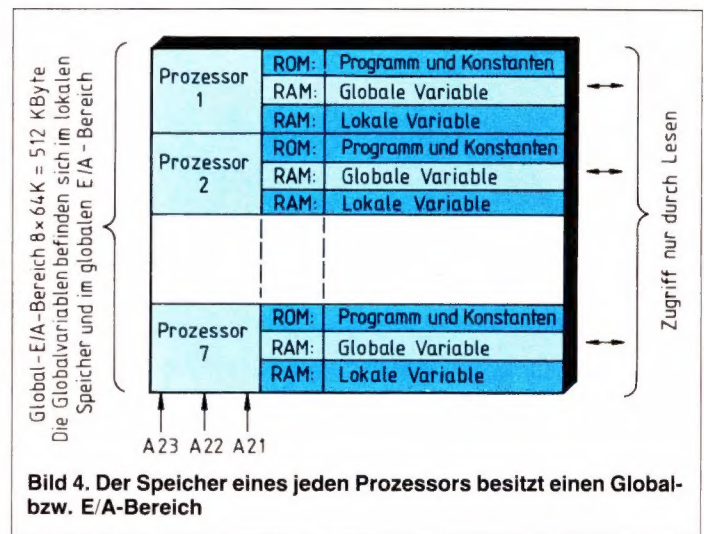 Global-E/A-Bereich 8×64K = 512 KByte
Die Globalvariablen befinden sich im lokalen
Speicher und im globalen E/A-Bereich
Prozessor
1
ROM: Programm und Konstanten
RAM: Globale Variable
RAM: Lokale Variable
Prozessor
2
ROM: Programm und Konstanten
RAM: Globale Variable
RAM: Lokale Variable
Prozessor
7
ROM: Programm und Konstanten
RAM: Globale Variable
RAM: Lokale Variable
Zugriff nur durch Lesen
A23 A22 A21
Bild 4. Der Speicher eines jeden Prozessors besitzt einen Global-
bzw. E/A-Bereich